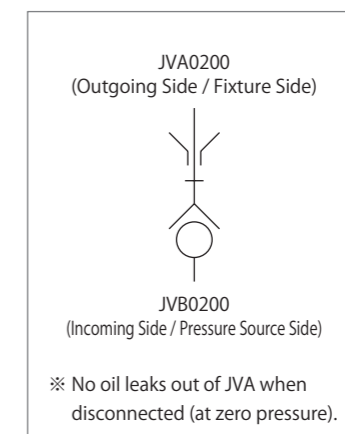 JVA0200
(Outgoing Side / Fixture Side)
JVB0200
(Incoming Side / Pressure Source Side)
※ No oil leaks out of JVA when
disconnected (at zero pressure).